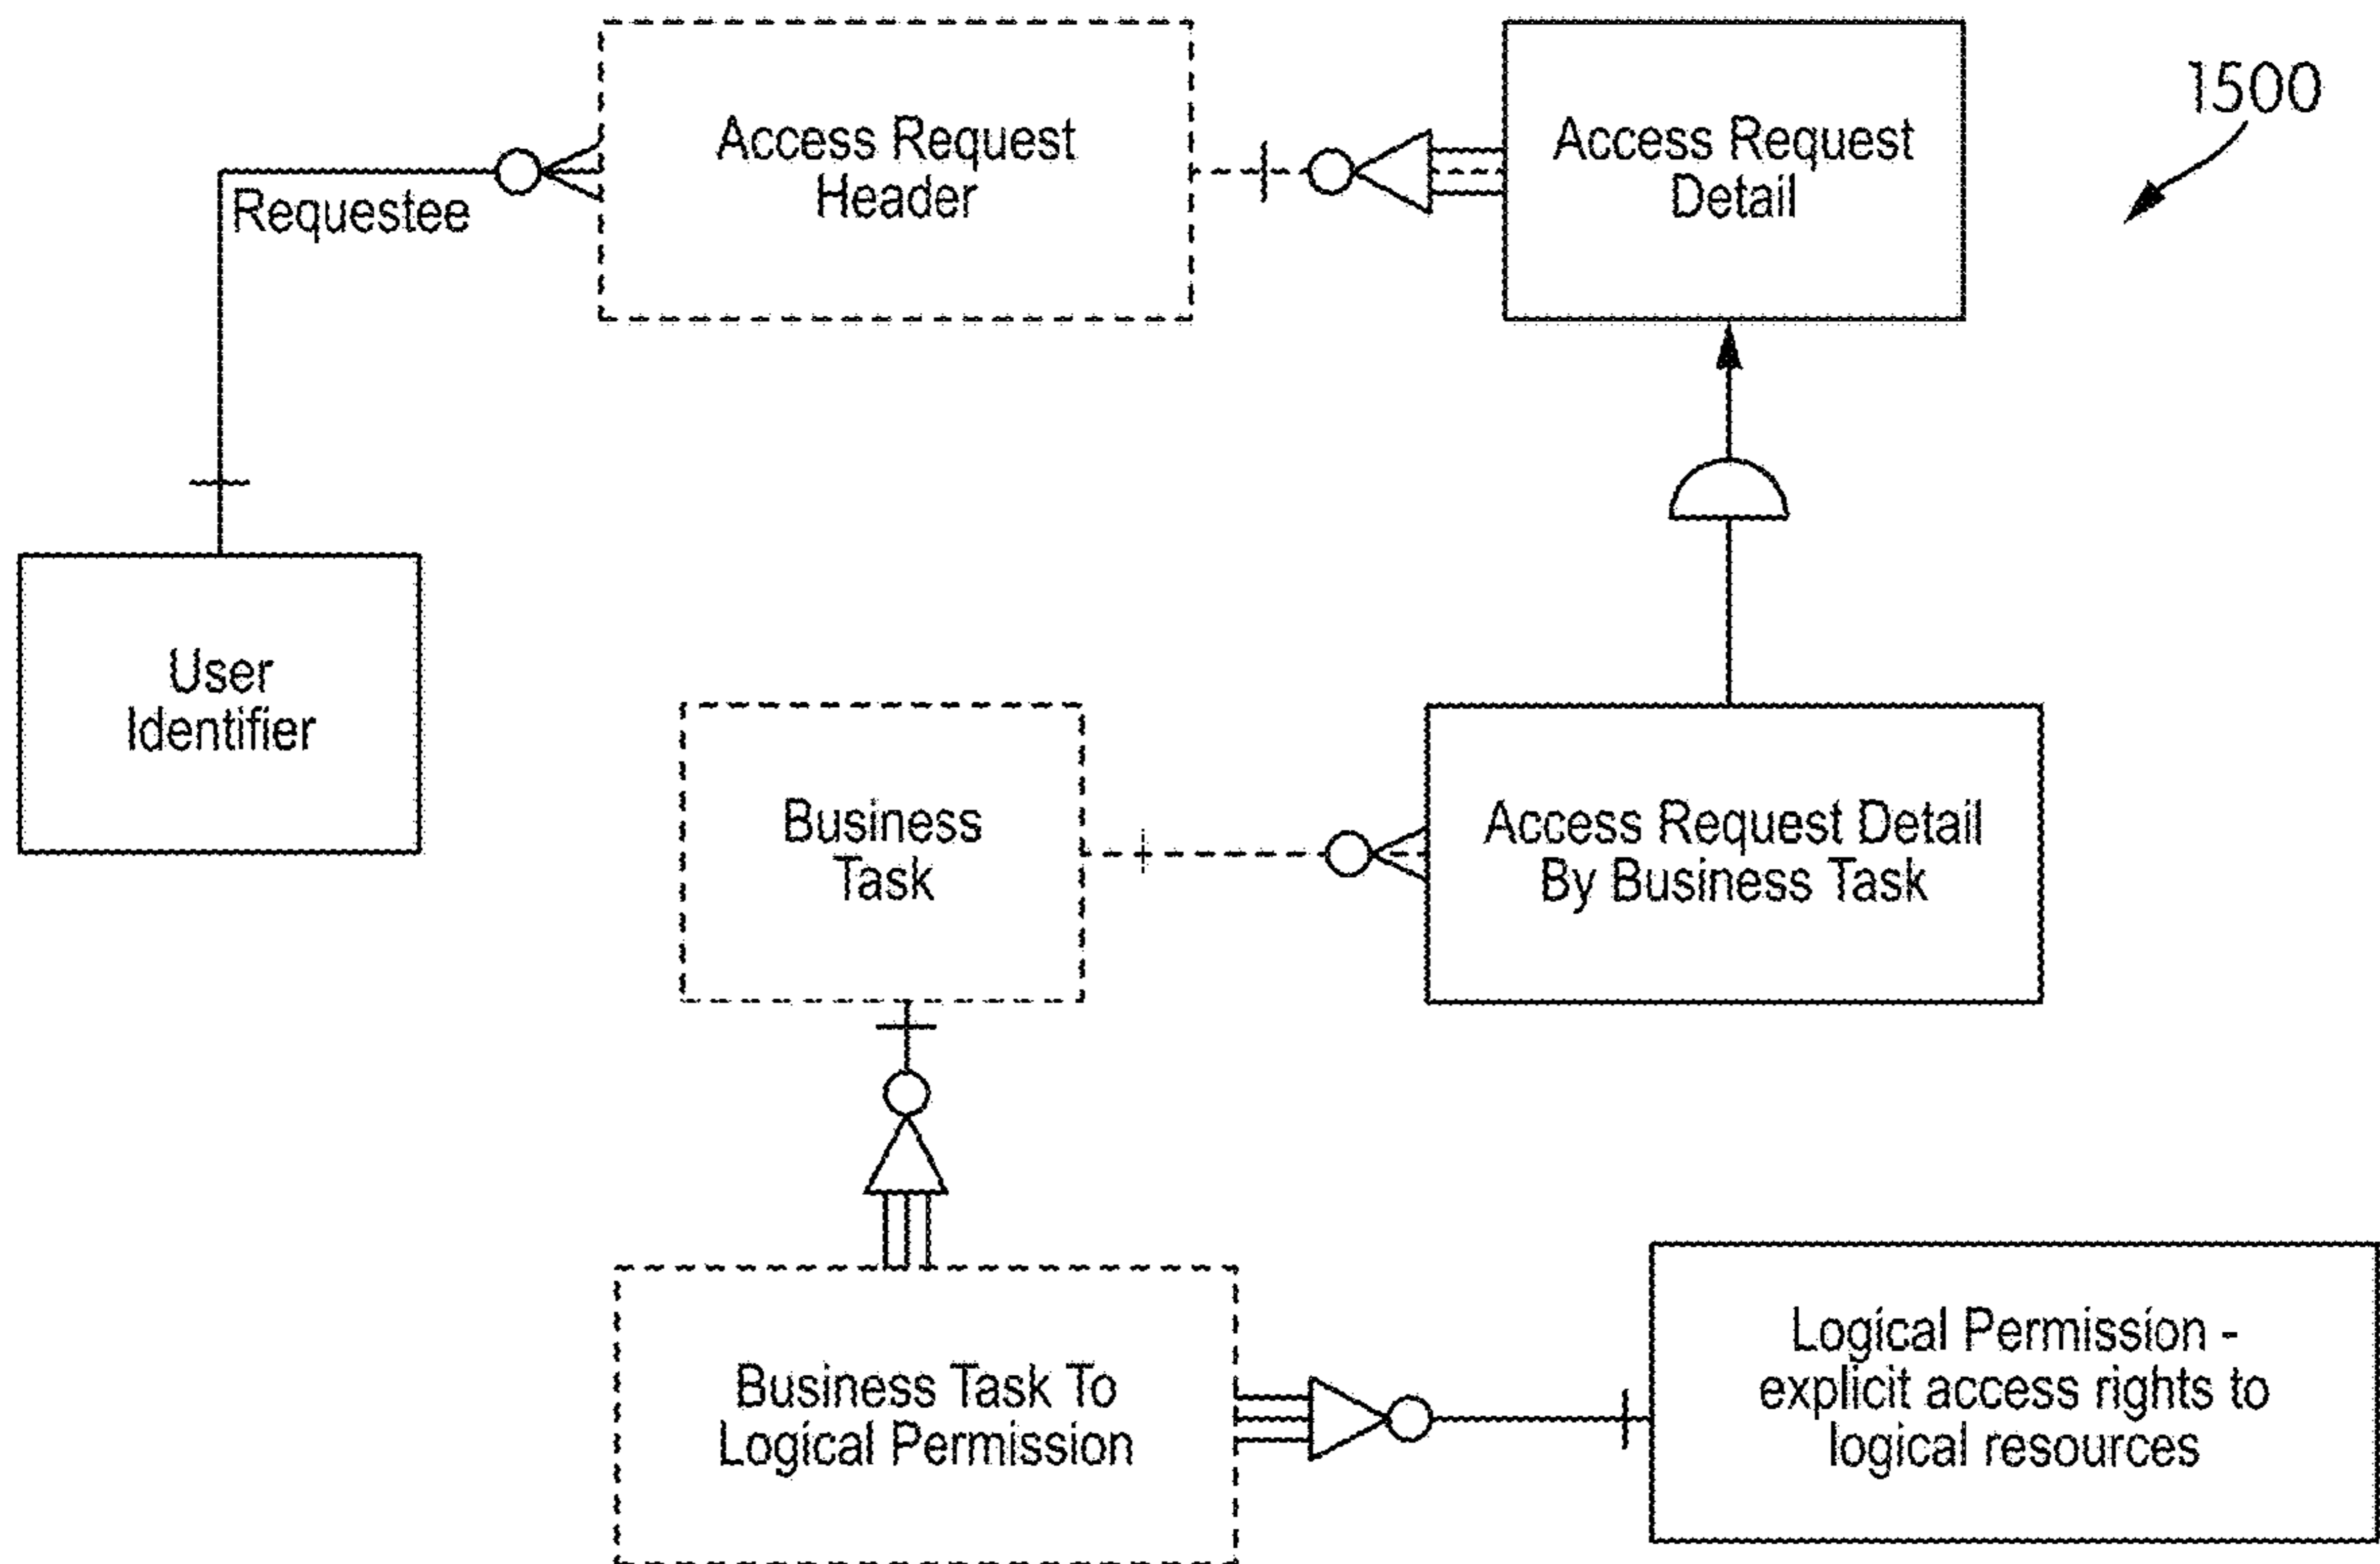 Access Request
Header
Access Request
Detail
1500
Requestee
User
Identifier
Business
Task
Access Request Detail
By Business Task
Business Task To
Logical Permission
Logical Permission -
explicit access rights to
logical resources